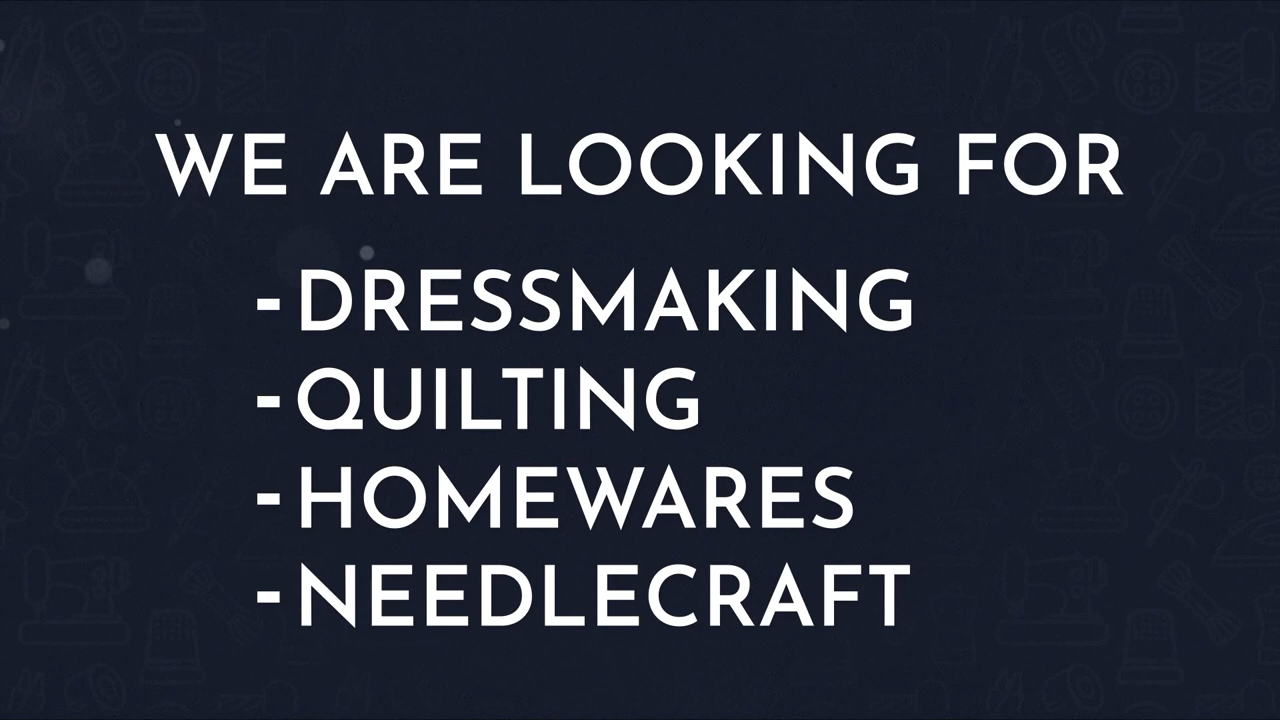 WE ARE LOOKING FOR
- DRESSMAKING
- QUILTING
- HOMEWARES
- NEEDLECRAFT